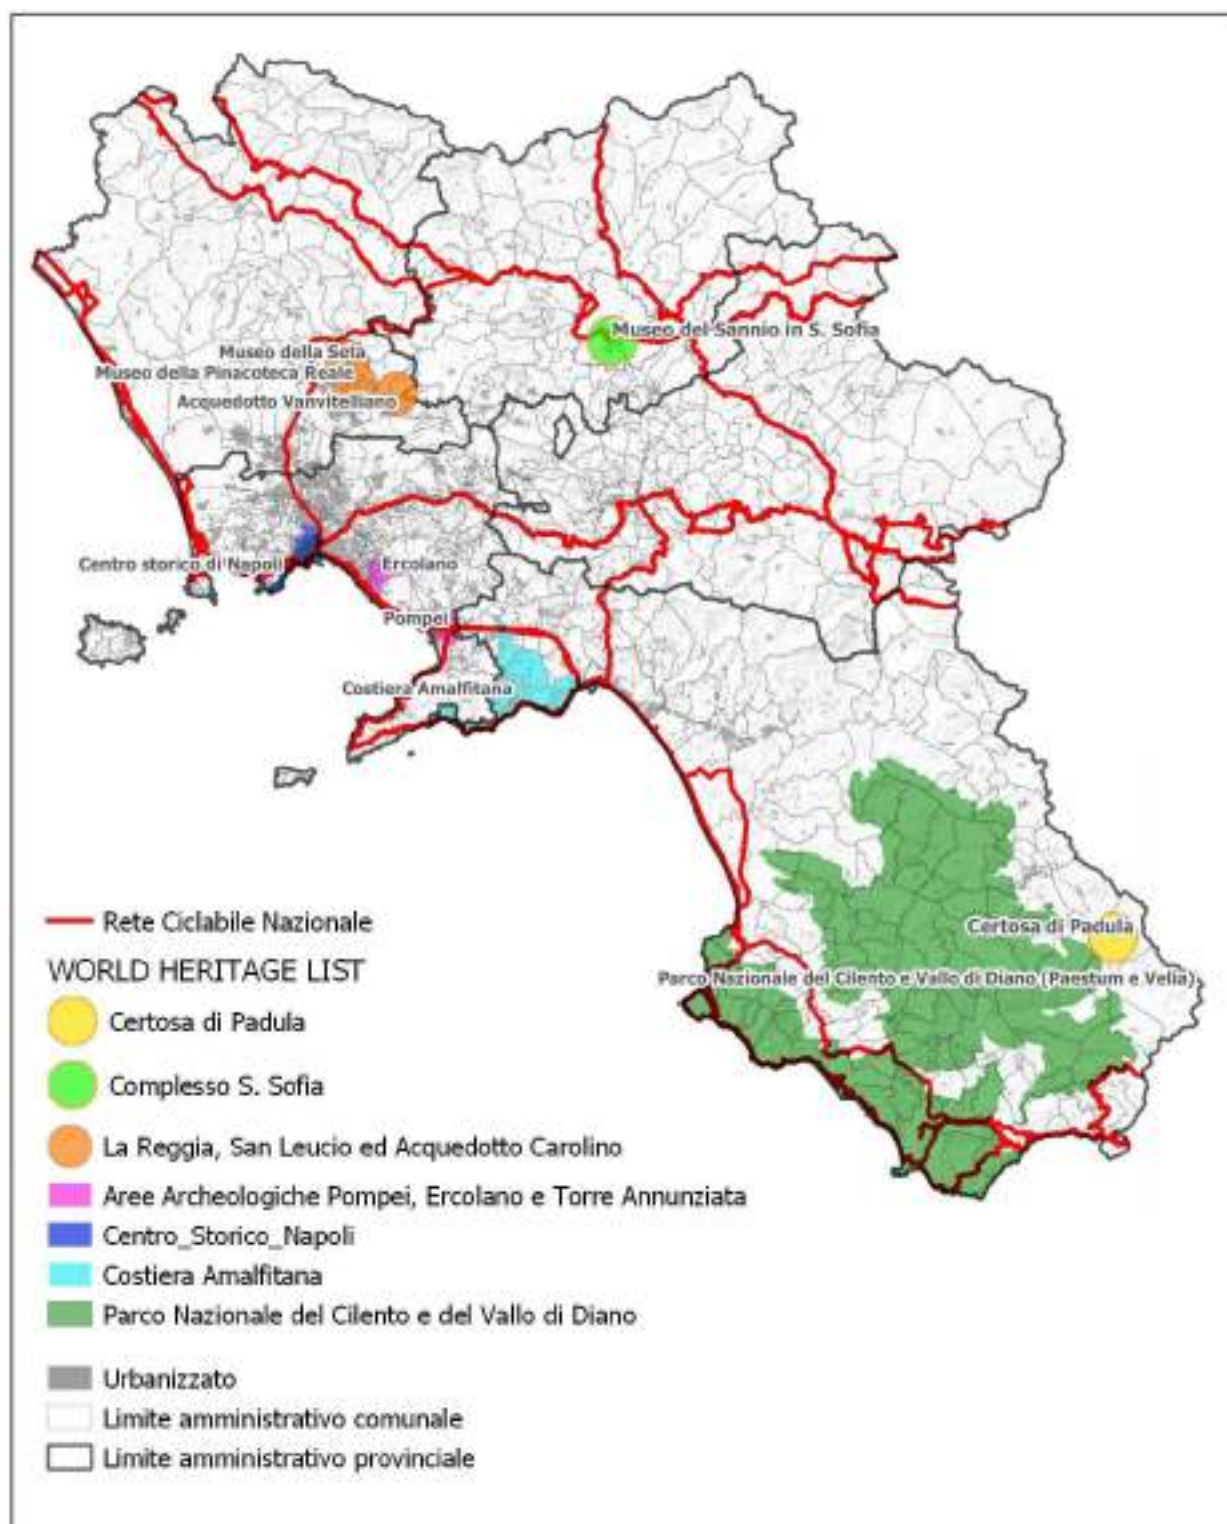 Museo del Sannio in S. Sofia
Museo della Seta
Museo della Pinacoteca Reale
Acquedotto Vanvitelliano
Centro storico di Napoli
Ercolano
Pompei
Costiera Amalfitana
Certosa di Padula
Parco Nazionale del Cilento e Vallo di Diano (Paestum e Velia)
Rete Ciclabile Nazionale
WORLD HERITAGE LIST
Certosa di Padula
Complesso S. Sofia
La Reggia, San Leucio ed Acquedotto Carolino
Aree Archeologiche Pompei, Ercolano e Torre Annunziata
Centro_Storico_Napoli
Costiera Amalfitana
Parco Nazionale del Cilento e del Vallo di Diano
Urbanizzato
Limite amministrativo comunale
Limite amministrativo provinciale